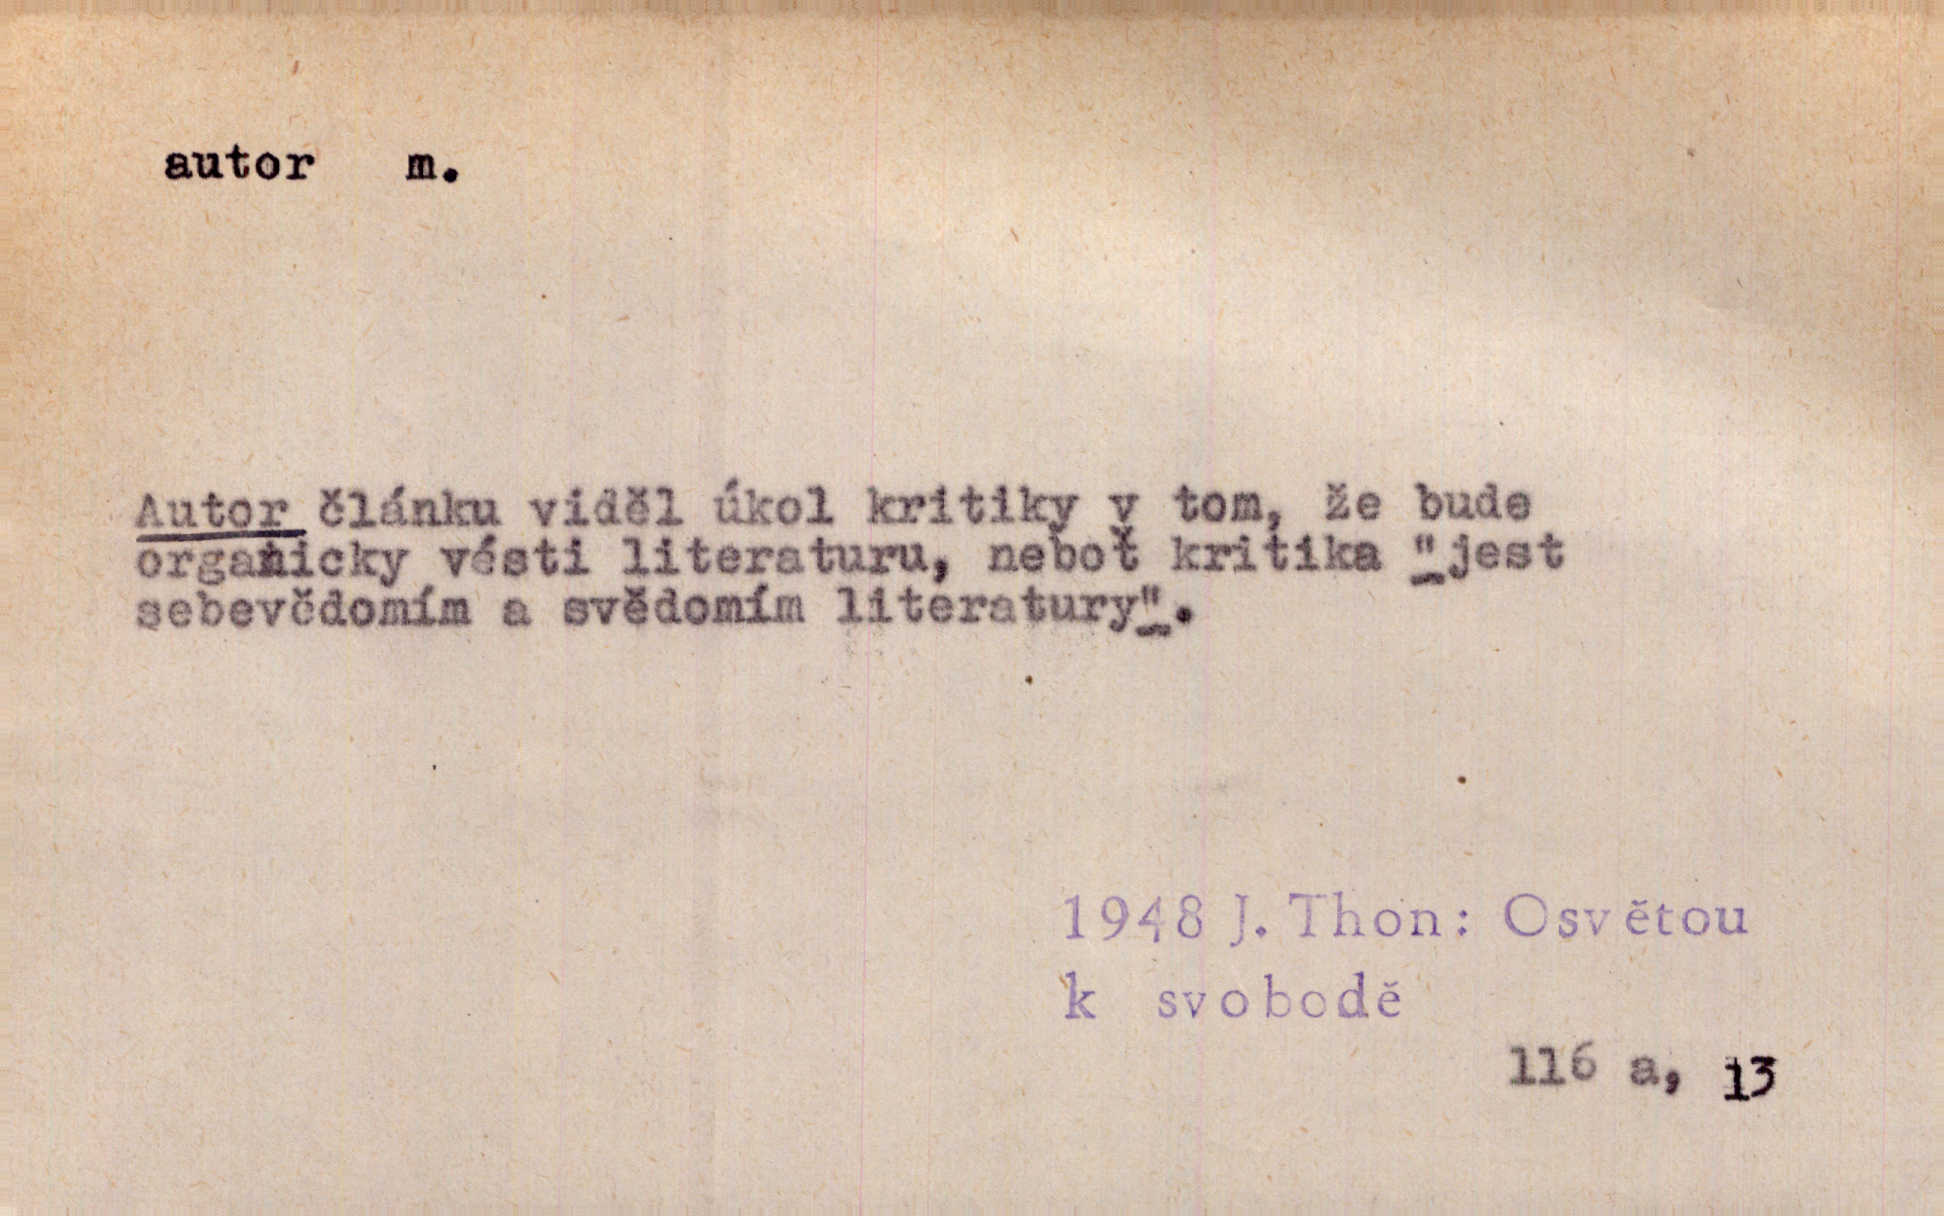 autor m.
Autor článku viděl úkol kritiky v tom, že bude
organicky vésti literaturu, neboť kritika "jest
sebevědomím a svědomím literatury".
1948 J. Thon: Osvětou
k svobodě
116 a, 13